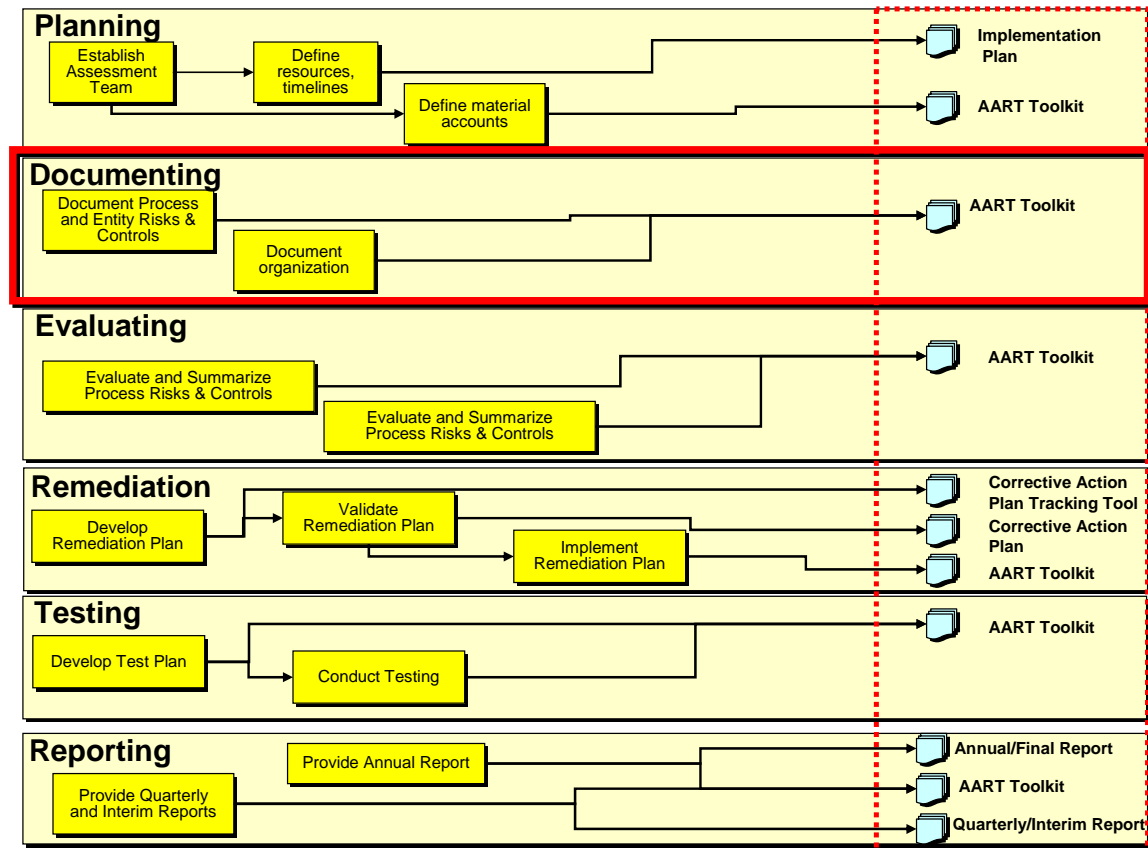 Planning
Establish
Assessment
Team
Define
resources,
timelines
Define material
accounts
Implementation
Plan
AART Toolkit
Documenting
Document Process
and Entity Risks &
Controls
Document
organization
AART Toolkit
Evaluating
Evaluate and Summarize
Process Risks & Controls
Evaluate and Summarize
Process Risks & Controls
AART Toolkit
Remediation
Develop
Remediation Plan
Validate
Remediation Plan
Implement
Remediation Plan
Corrective Action
Plan Tracking Tool
Corrective Action
Plan
AART Toolkit
Testing
Develop Test Plan
Conduct Testing
AART Toolkit
Reporting
Provide Annual Report
Provide Quarterly
and Interim Reports
Annual/Final Report
AART Toolkit
Quarterly/Interim Report